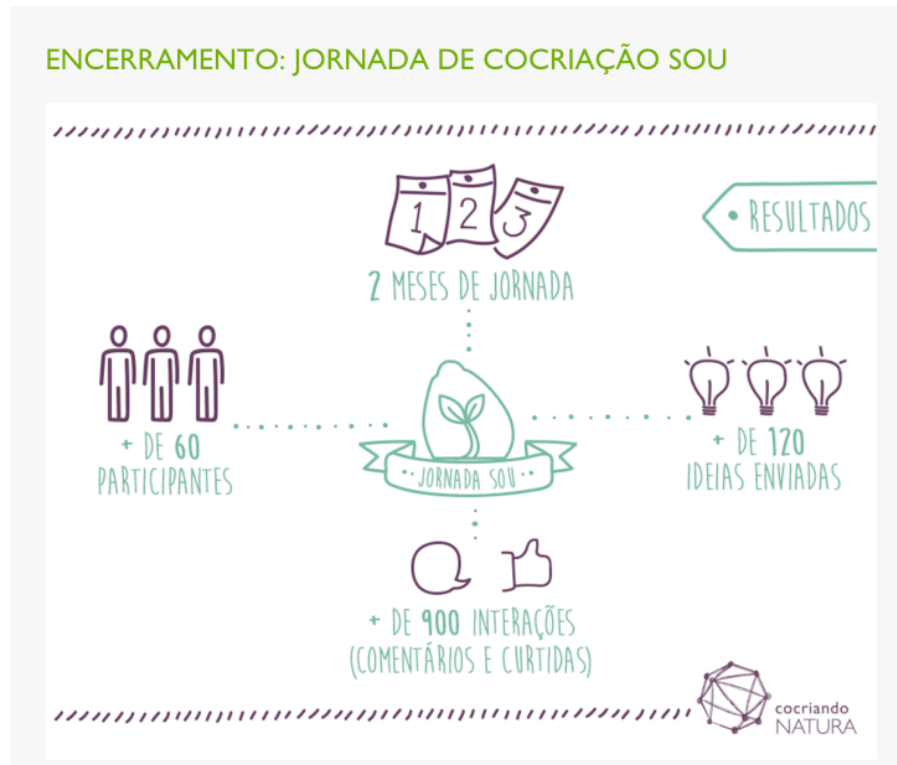 ENCERRAMENTO: JORNADA DE COCRIAÇÃO SOU
1 2 3
RESULTADOS
2 MESES DE JORNADA
+ DE 60
PARTICIPANTES
JORNADA SOU
+ DE 120
IDEIAS ENVIADAS
+ DE 900 INTERAÇÕES
(COMENTÁRIOS E CURTIDAS)
cocriando
NATURA